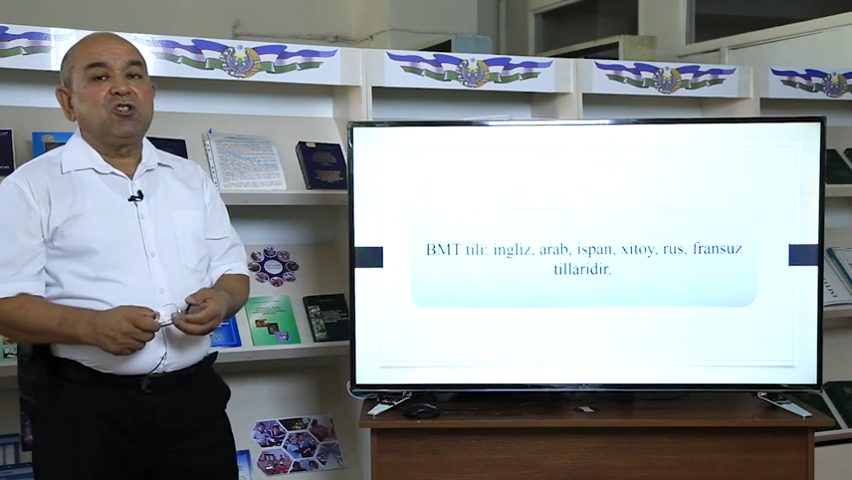 BMT tili: ingliz, arab, ispan, xitoy, rus, fransuz
tillaridir.